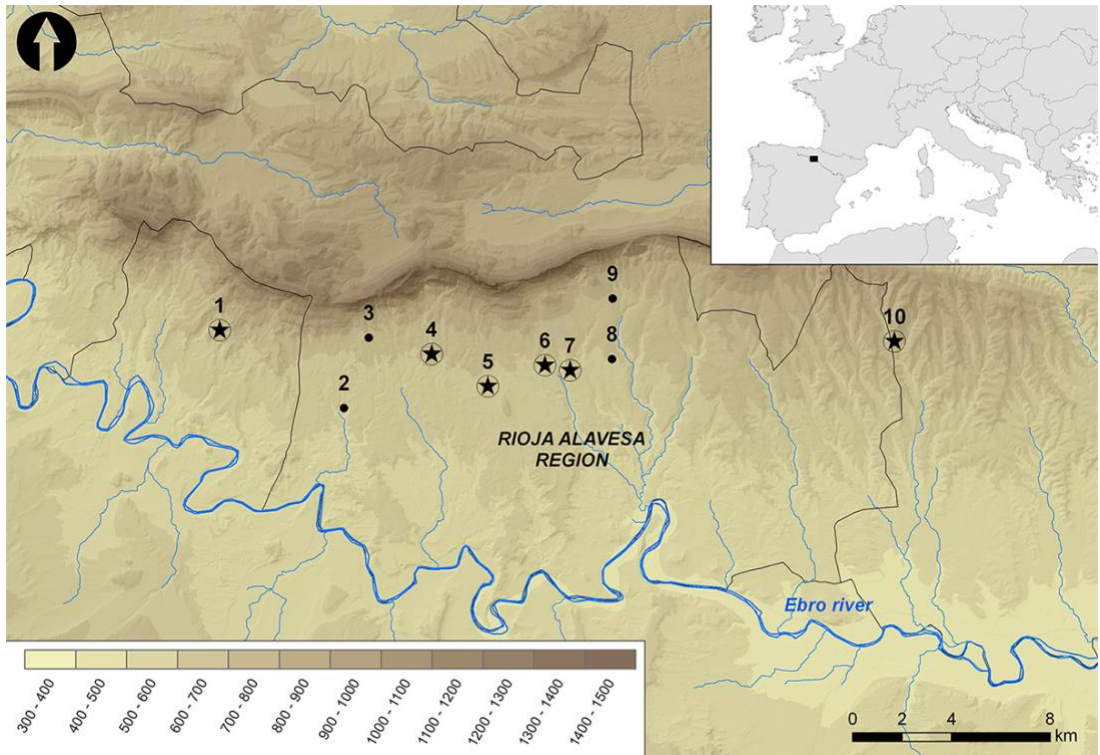 9
1
3
10
4
6
7
8
5
2
RIOJA ALAVESA
REGION
Ebro river
300 - 400
400 - 500
500 - 600
600 - 700
700 - 800
800 - 900
900 - 1000
1000 - 1100
1100 - 1200
1200 - 1300
1300 - 1400
1400 - 1500
0 2 4 8
km